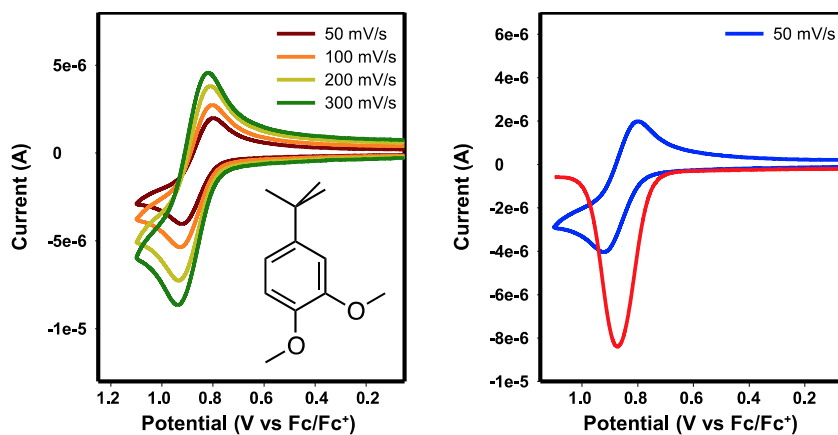 50 mV/s
100 mV/s
200 mV/s
300 mV/s
5e-6
0
-5e-6
-1e-5
Current (A)
1.2 1.0 0.8 0.6 0.4 0.2
Potential (V vs Fc/Fc⁺)
O
O
50 mV/s
6e-6
4e-6
2e-6
0
-2e-6
-4e-6
-6e-6
-8e-6
-1e-5
Current (A)
1.0 0.8 0.6 0.4 0.2
Potential (V vs Fc/Fc⁺)